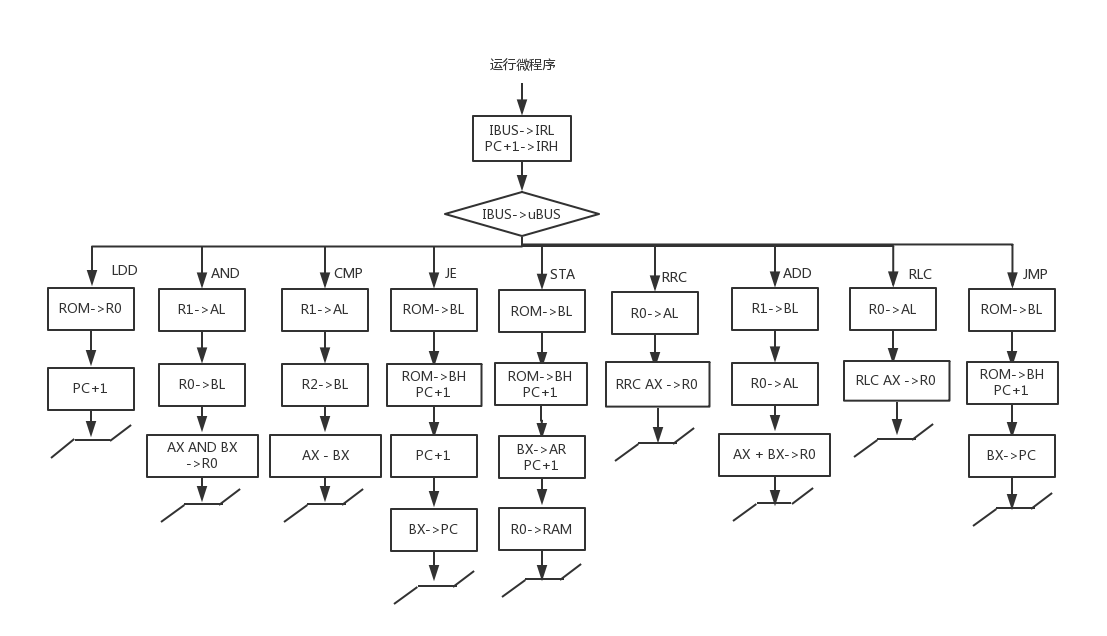 运行微程序
IBUS->IRL
PC+1->IRH
IBUS->uBUS
LDD
ROM->R0
PC+1
AND
R1->AL
R0->BL
AX AND BX
->R0
CMP
R1->AL
R2->BL
AX - BX
JE
ROM->BL
ROM->BH
PC+1
PC+1
BX->PC
STA
ROM->BL
ROM->BH
PC+1
BX->AR
PC+1
R0->RAM
RRC
R0->AL
RRC AX ->R0
ADD
R1->BL
R0->AL
AX + BX->R0
RLC
R0->AL
RLC AX ->R0
JMP
ROM->BL
ROM->BH
PC+1
BX->PC